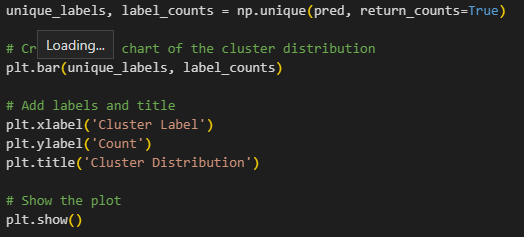 unique_labels, label_counts = np.unique(pred, return_counts=True)
# Cr Loading... chart of the cluster distribution
plt.bar(unique_labels, label_counts)
# Add labels and title
plt.xlabel('Cluster Label')
plt.ylabel('Count')
plt.title('Cluster Distribution')
# Show the plot
plt.show()